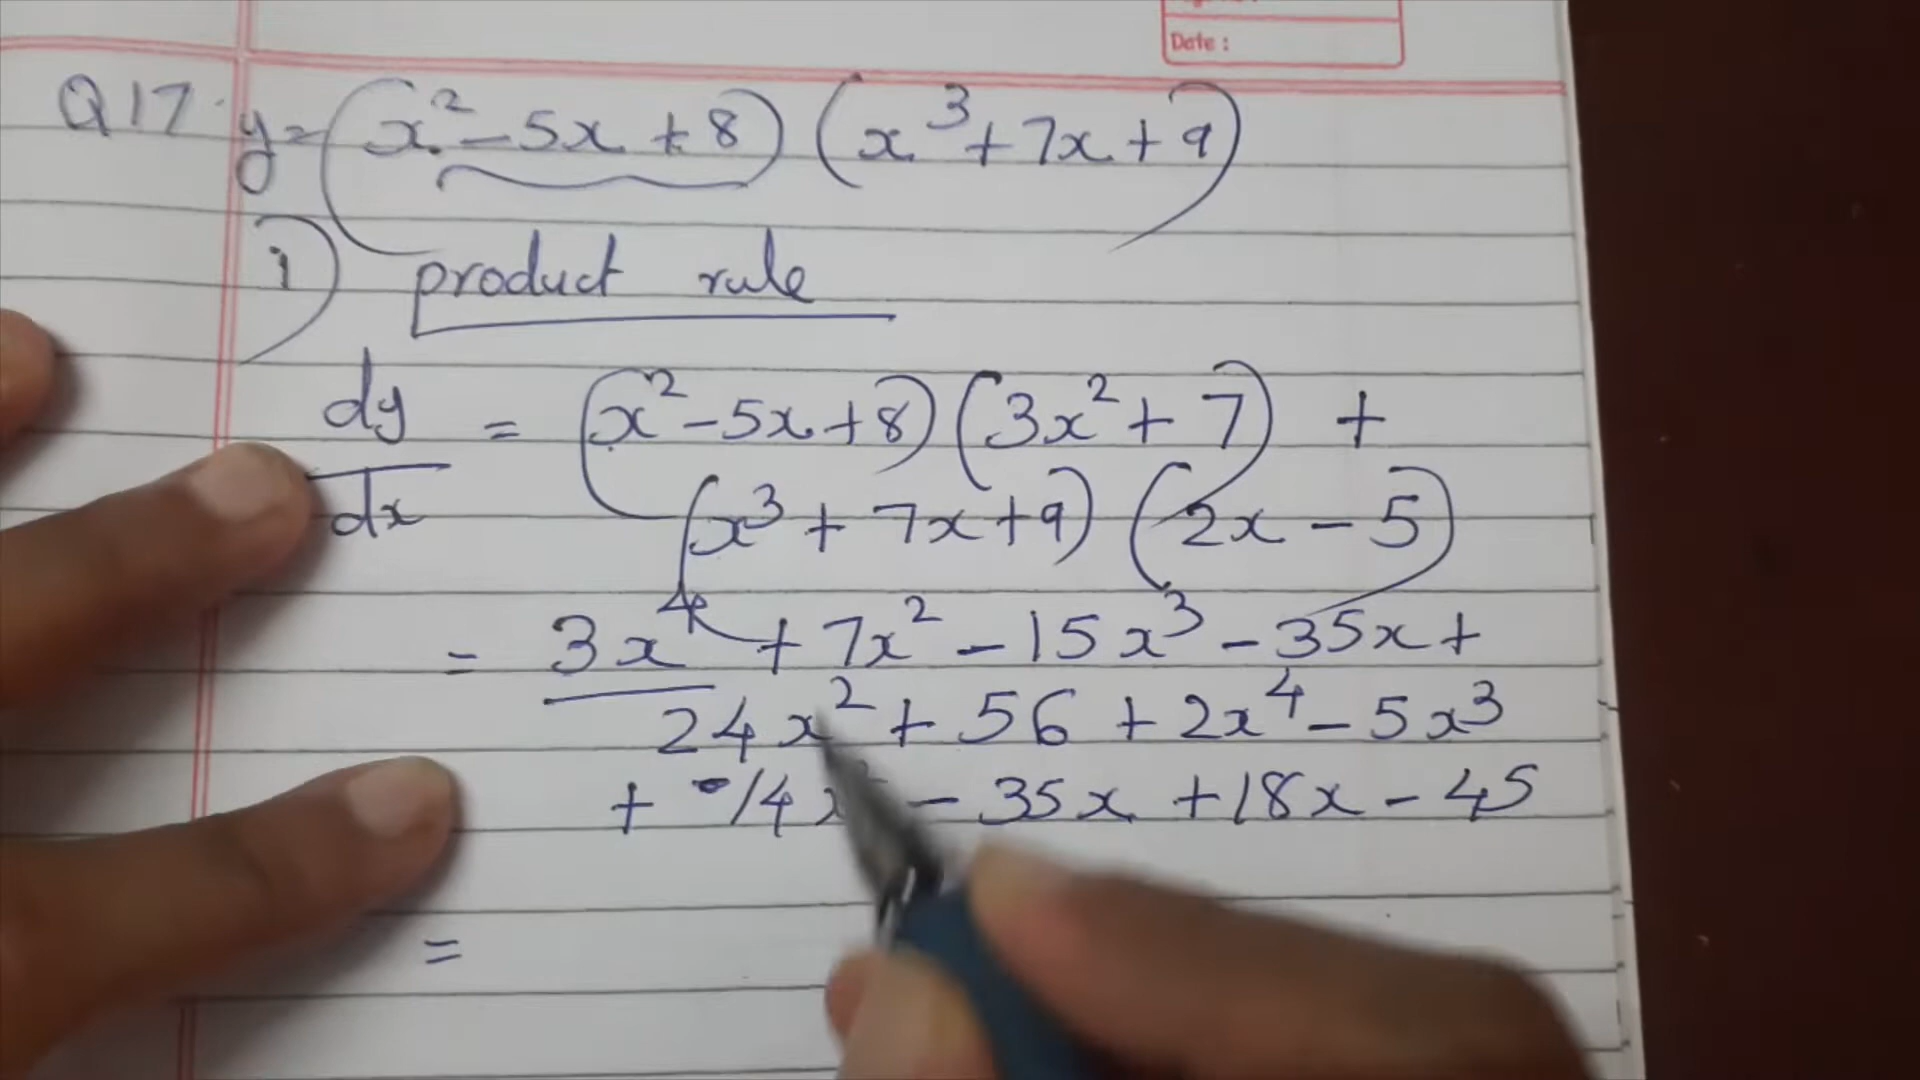 Date :
Q17. y = (x² - 5x + 8) (x³ + 7x + 9)
i) product rule
dy/dx = (x² - 5x + 8) (3x² + 7) +
(x³ + 7x + 9) (2x - 5)
= 3x⁴ + 7x² - 15x³ - 35x +
24x² + 56 + 2x⁴ - 5x³
+ 14x² - 35x + 18x - 45
=